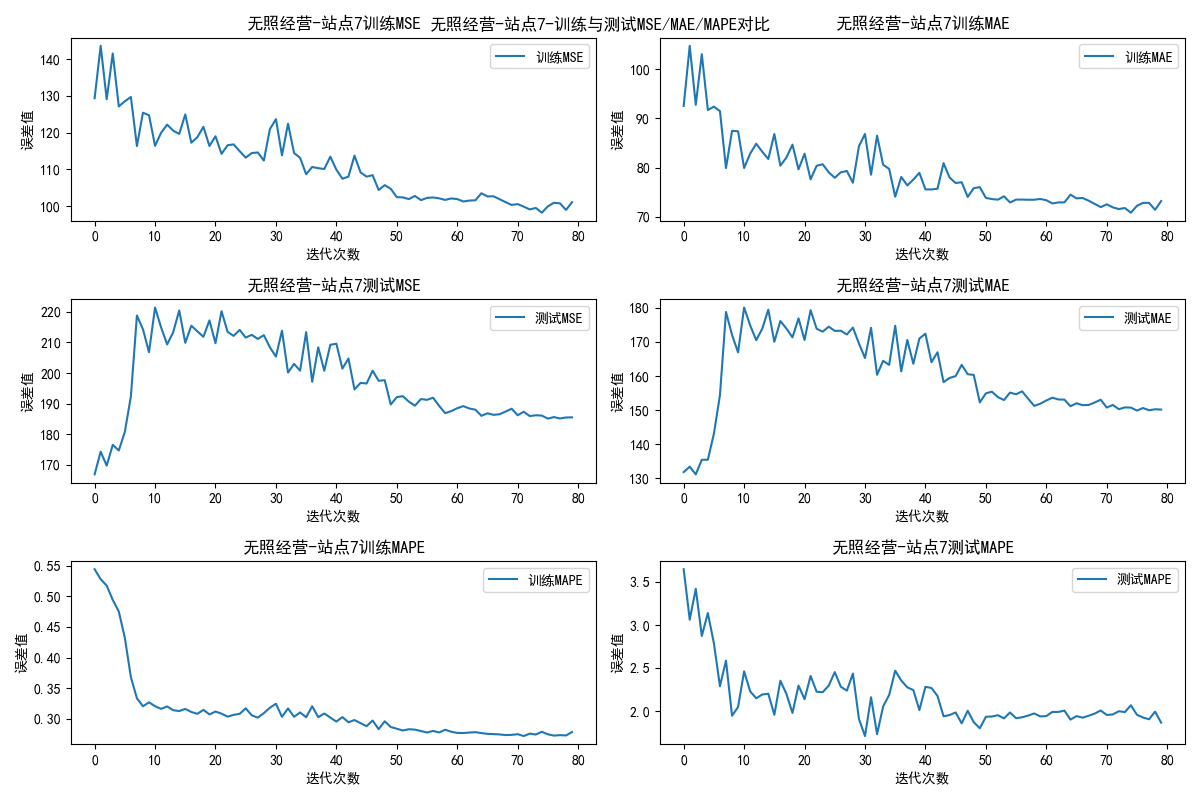 无照经营-站点7-训练与测试MSE/MAE/MAPE对比
无照经营-站点7训练MSE
训练MSE
误差值
140
130
120
110
100
0 10 20 30 40 50 60 70 80
迭代次数
无照经营-站点7训练MAE
训练MAE
误差值
100
90
80
70
0 10 20 30 40 50 60 70 80
迭代次数
无照经营-站点7测试MSE
测试MSE
误差值
220
210
200
190
180
170
0 10 20 30 40 50 60 70 80
迭代次数
无照经营-站点7测试MAE
测试MAE
误差值
180
170
160
150
140
130
0 10 20 30 40 50 60 70 80
迭代次数
无照经营-站点7训练MAPE
训练MAPE
误差值
0.55
0.50
0.45
0.40
0.35
0.30
0 10 20 30 40 50 60 70 80
迭代次数
无照经营-站点7测试MAPE
测试MAPE
误差值
3.5
3.0
2.5
2.0
0 10 20 30 40 50 60 70 80
迭代次数